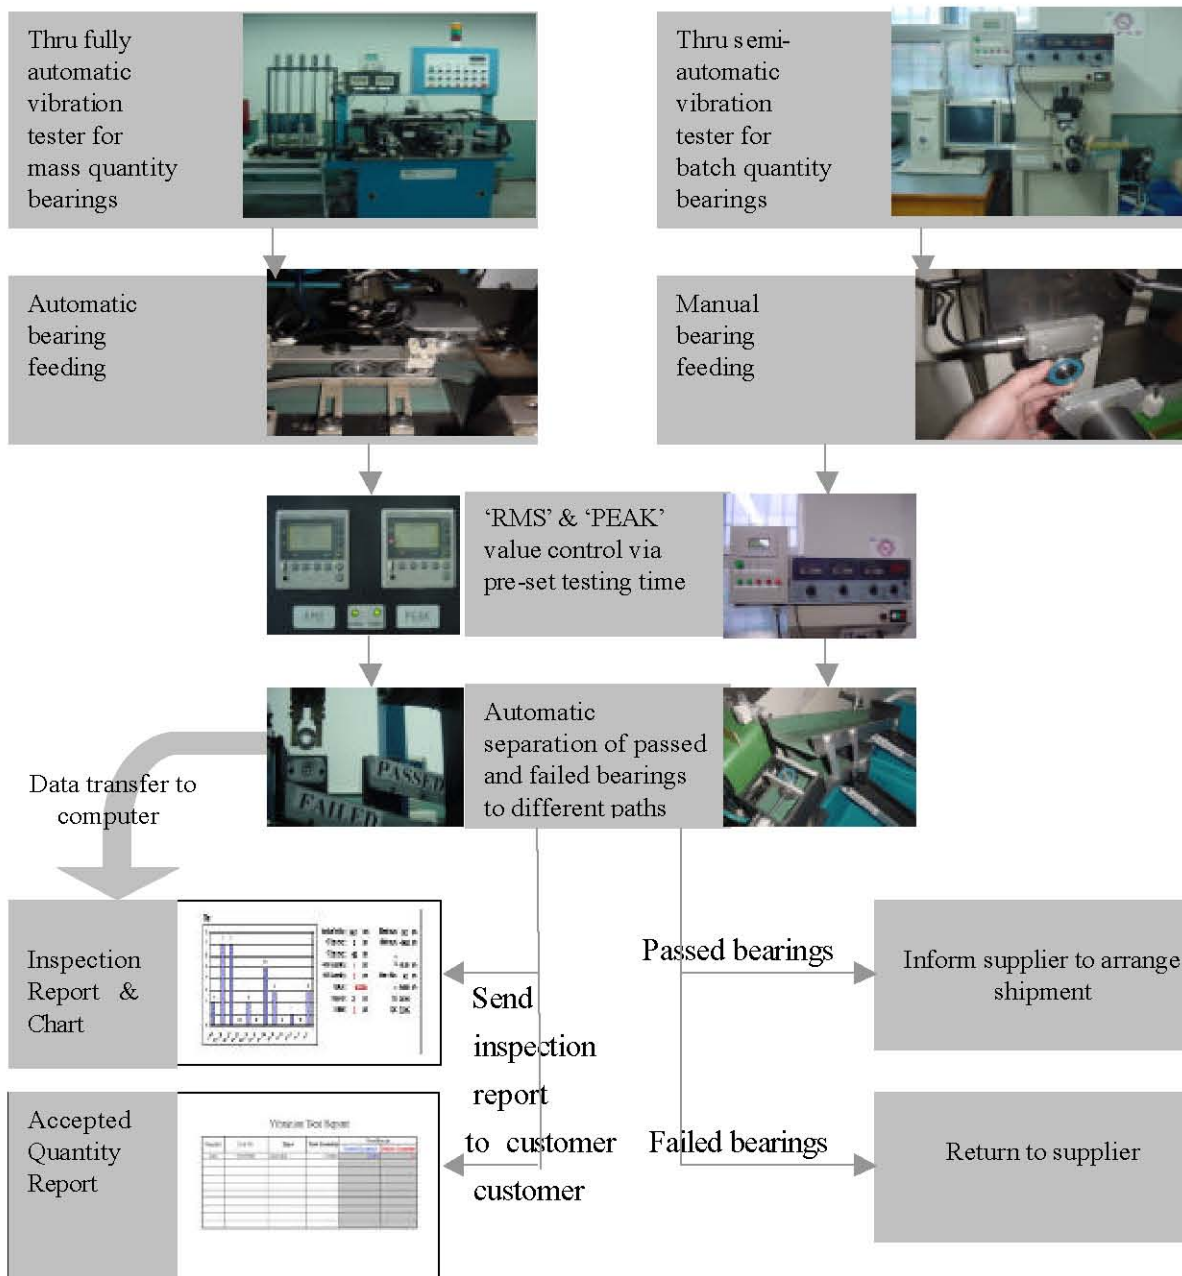 Thru fully
automatic
vibration
tester for
mass quantity
bearings
Thru semi-
automatic
vibration
tester for
batch quantity
bearings
Automatic
bearing
feeding
Manual
bearing
feeding
‘RMS’ & ‘PEAK’
value control via
pre-set testing time
RMS
PEAK
Automatic
separation of passed
and failed bearings
to different paths
PASSED
FAILED
Data transfer to
computer
Inspection
Report &
Chart
Send
inspection
report
to customer
customer
Passed bearings
Inform supplier to arrange
shipment
Accepted
Quantity
Report
Vibration Test Report
Failed bearings
Return to supplier